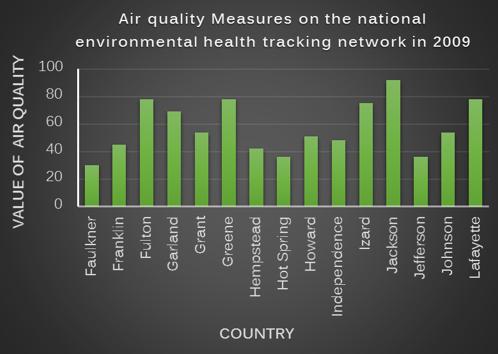 Air quality Measures on the national
environmental health tracking network in 2009
VALUE OF AIR QUALITY
100
80
60
40
20
0
Faulkner
Franklin
Fulton
Garland
Grant
Greene
Hempstead
Hot Spring
Howard
Independence
Izard
Jackson
Jefferson
Johnson
Lafayette
COUNTRY